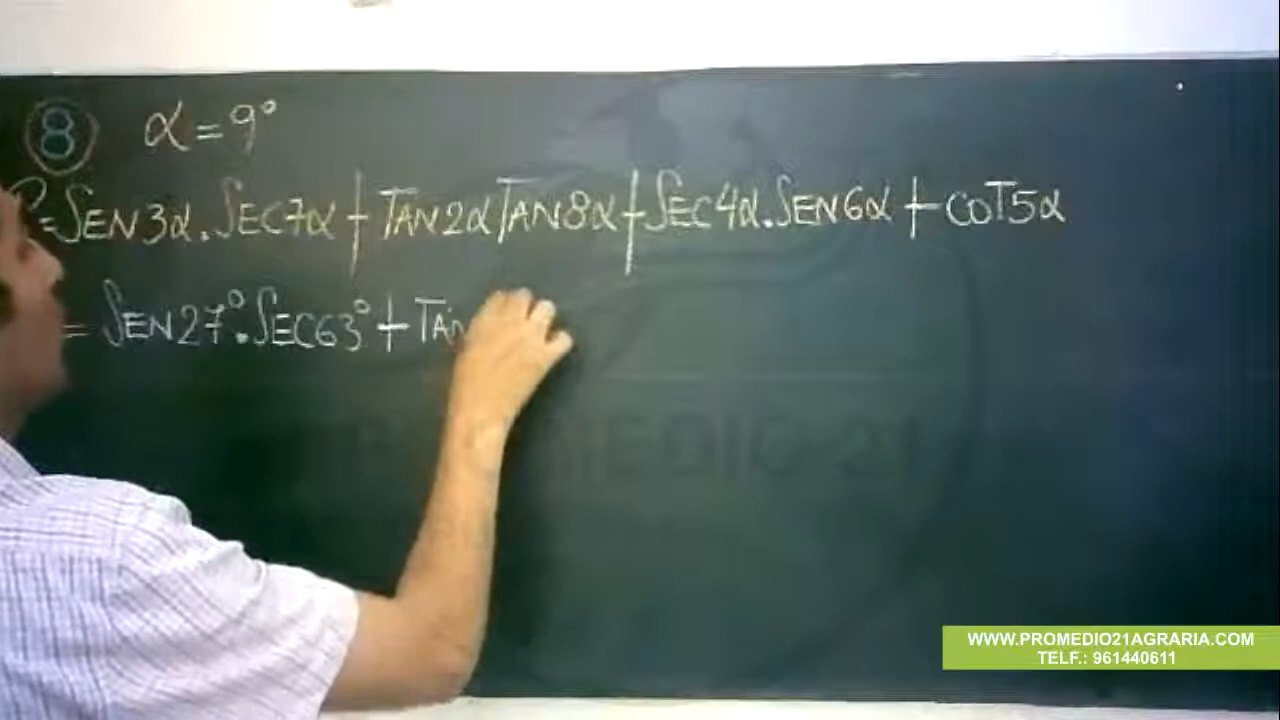 8 α = 9°
P = SEN3α . SEC7α + TAN2α TAN8α + SEC4α . SEN6α + COT5α
= SEN27° . SEC63° + TAN
WWW.PROMEDIO21AGRARIA.COM
TELF.: 961440611